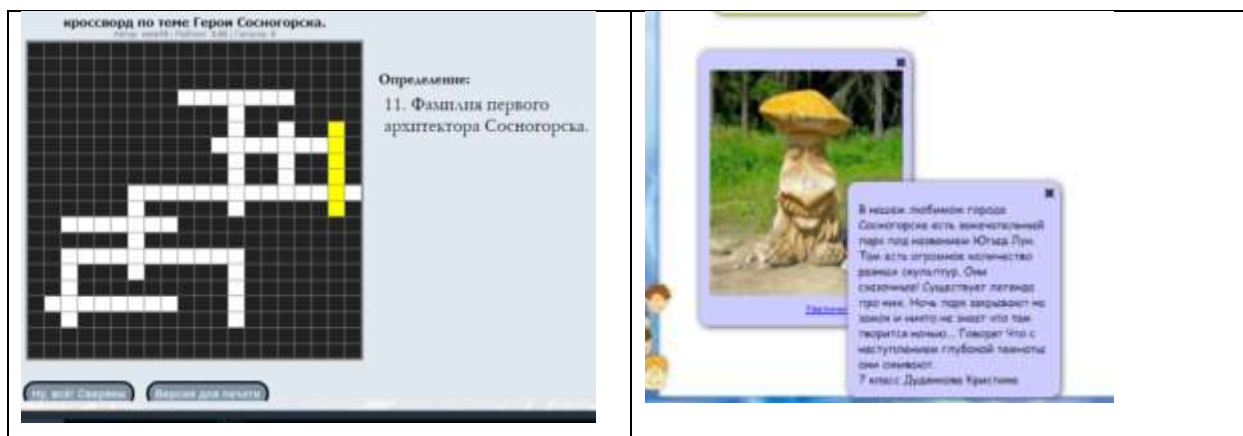 кроссворд по теме Герои Сосногорска.
Определение:
11. Фамилия первого
архитектора Сосногорска.
Ну, всё! Сверяем
Версия для печати
В нашем любимом городе
Сосногорске есть замечательный
парк под названием Югыд Лун.
Там есть огромное количество
разных скульптур. Они
сказочные! Существует легенда
про них. Ночь парк закрывают на
замок и никто не знает что там
творится ночью... Говорят Что с
наступлением глубокой темноты
они оживают.
7 класс Кристина